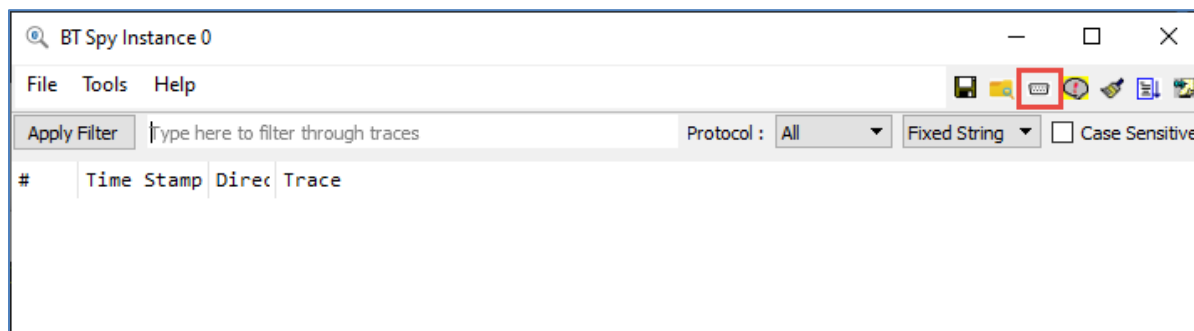 BT Spy Instance 0
File Tools Help
Apply Filter Type here to filter through traces Protocol : All Fixed String Case Sensitive
# Time Stamp Direc Trace